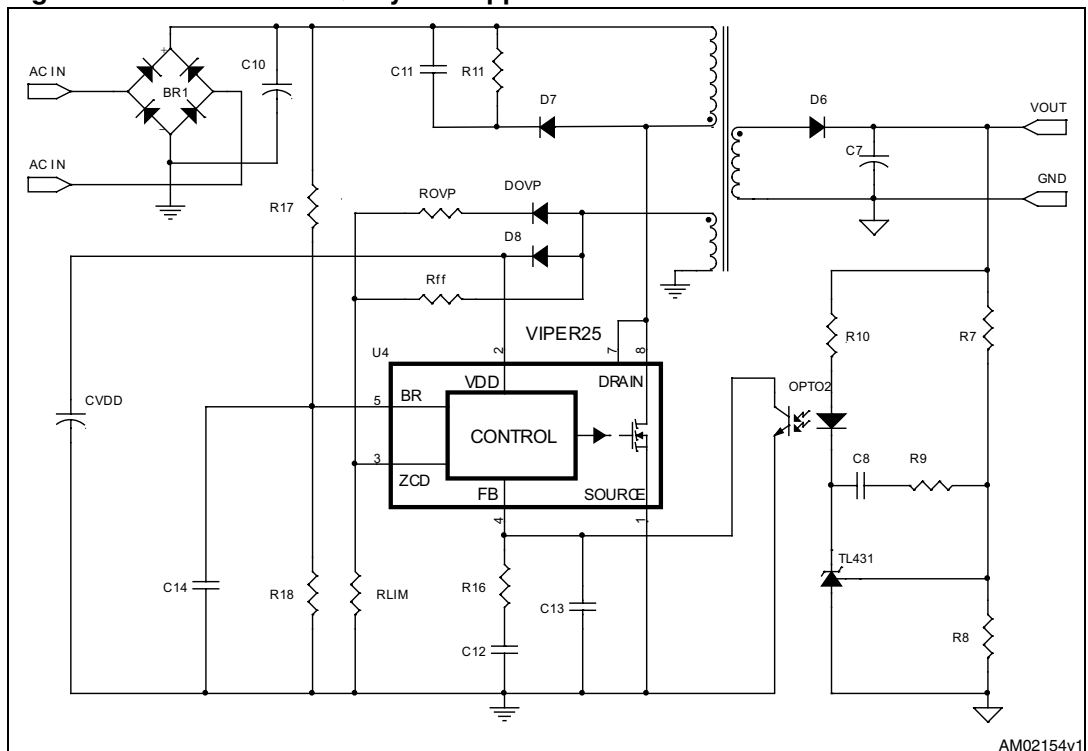 AC IN
C10
C11
R11
BR1
D7
D6
VOUT
AC IN
C7
GND
R17
ROVP
DOVP
D8
Rff
VIPER25
R10
R7
U4
2
7
8
VDD
DRAIN
OPTO2
CVDD
5
BR
CONTROL
C8
R9
3
ZCD
FB
SOURCE
4
1
TL431
C14
R18
RLIM
R16
C13
R8
C12
+
-
AM02154v1